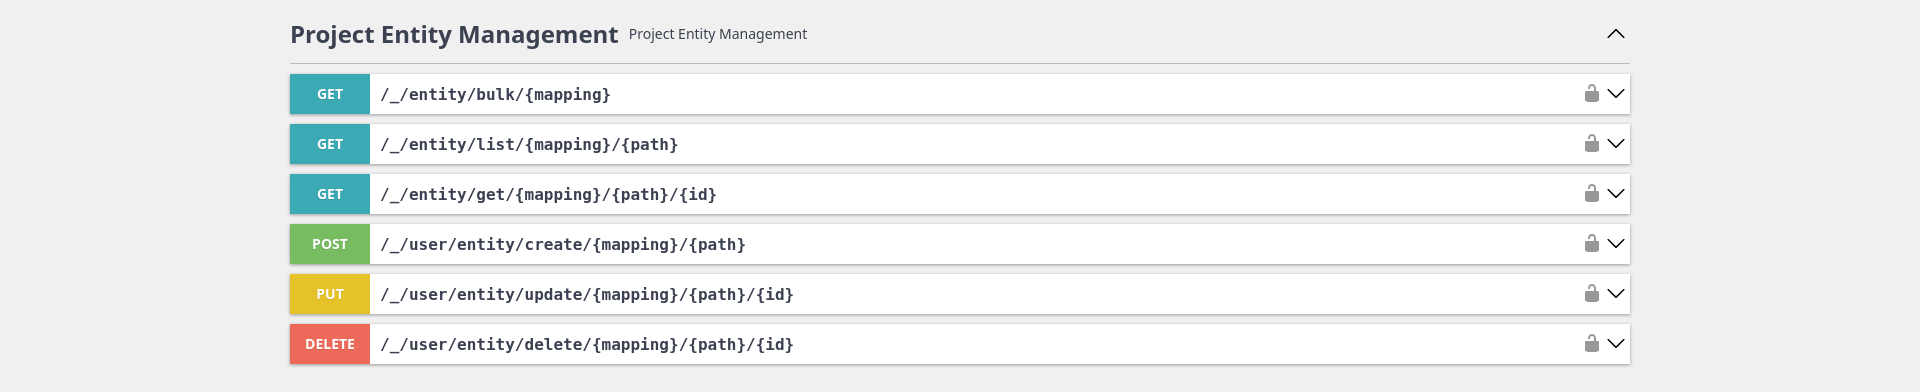 Project Entity Management Project Entity Management
GET /_/entity/bulk/{mapping}
GET /_/entity/list/{mapping}/{path}
GET /_/entity/get/{mapping}/{path}/{id}
POST /_/user/entity/create/{mapping}/{path}
PUT /_/user/entity/update/{mapping}/{path}/{id}
DELETE /_/user/entity/delete/{mapping}/{path}/{id}